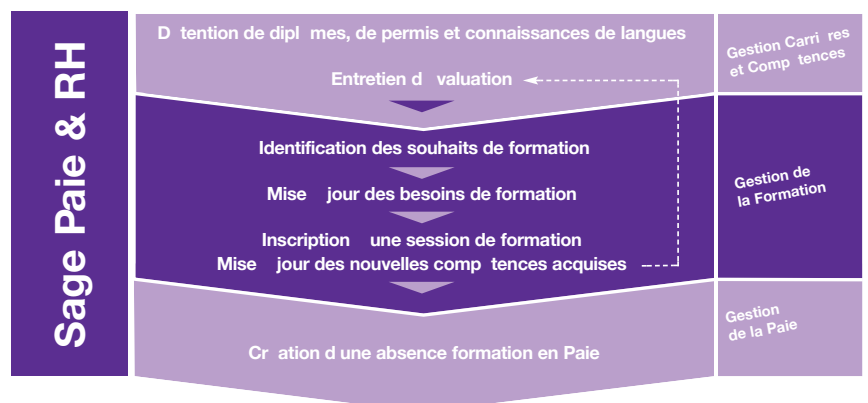 Sage Paie & RH
D tention de dipl mes, de permis et connaissances de langues
Entretien d valuation
Gestion Carri res
et Comp tences
Identification des souhaits de formation
Mise jour des besoins de formation
Inscription une session de formation
Mise jour des nouvelles comp tences acquises
Gestion de
la Formation
Cr ation d une absence formation en Paie
Gestion
de la Paie